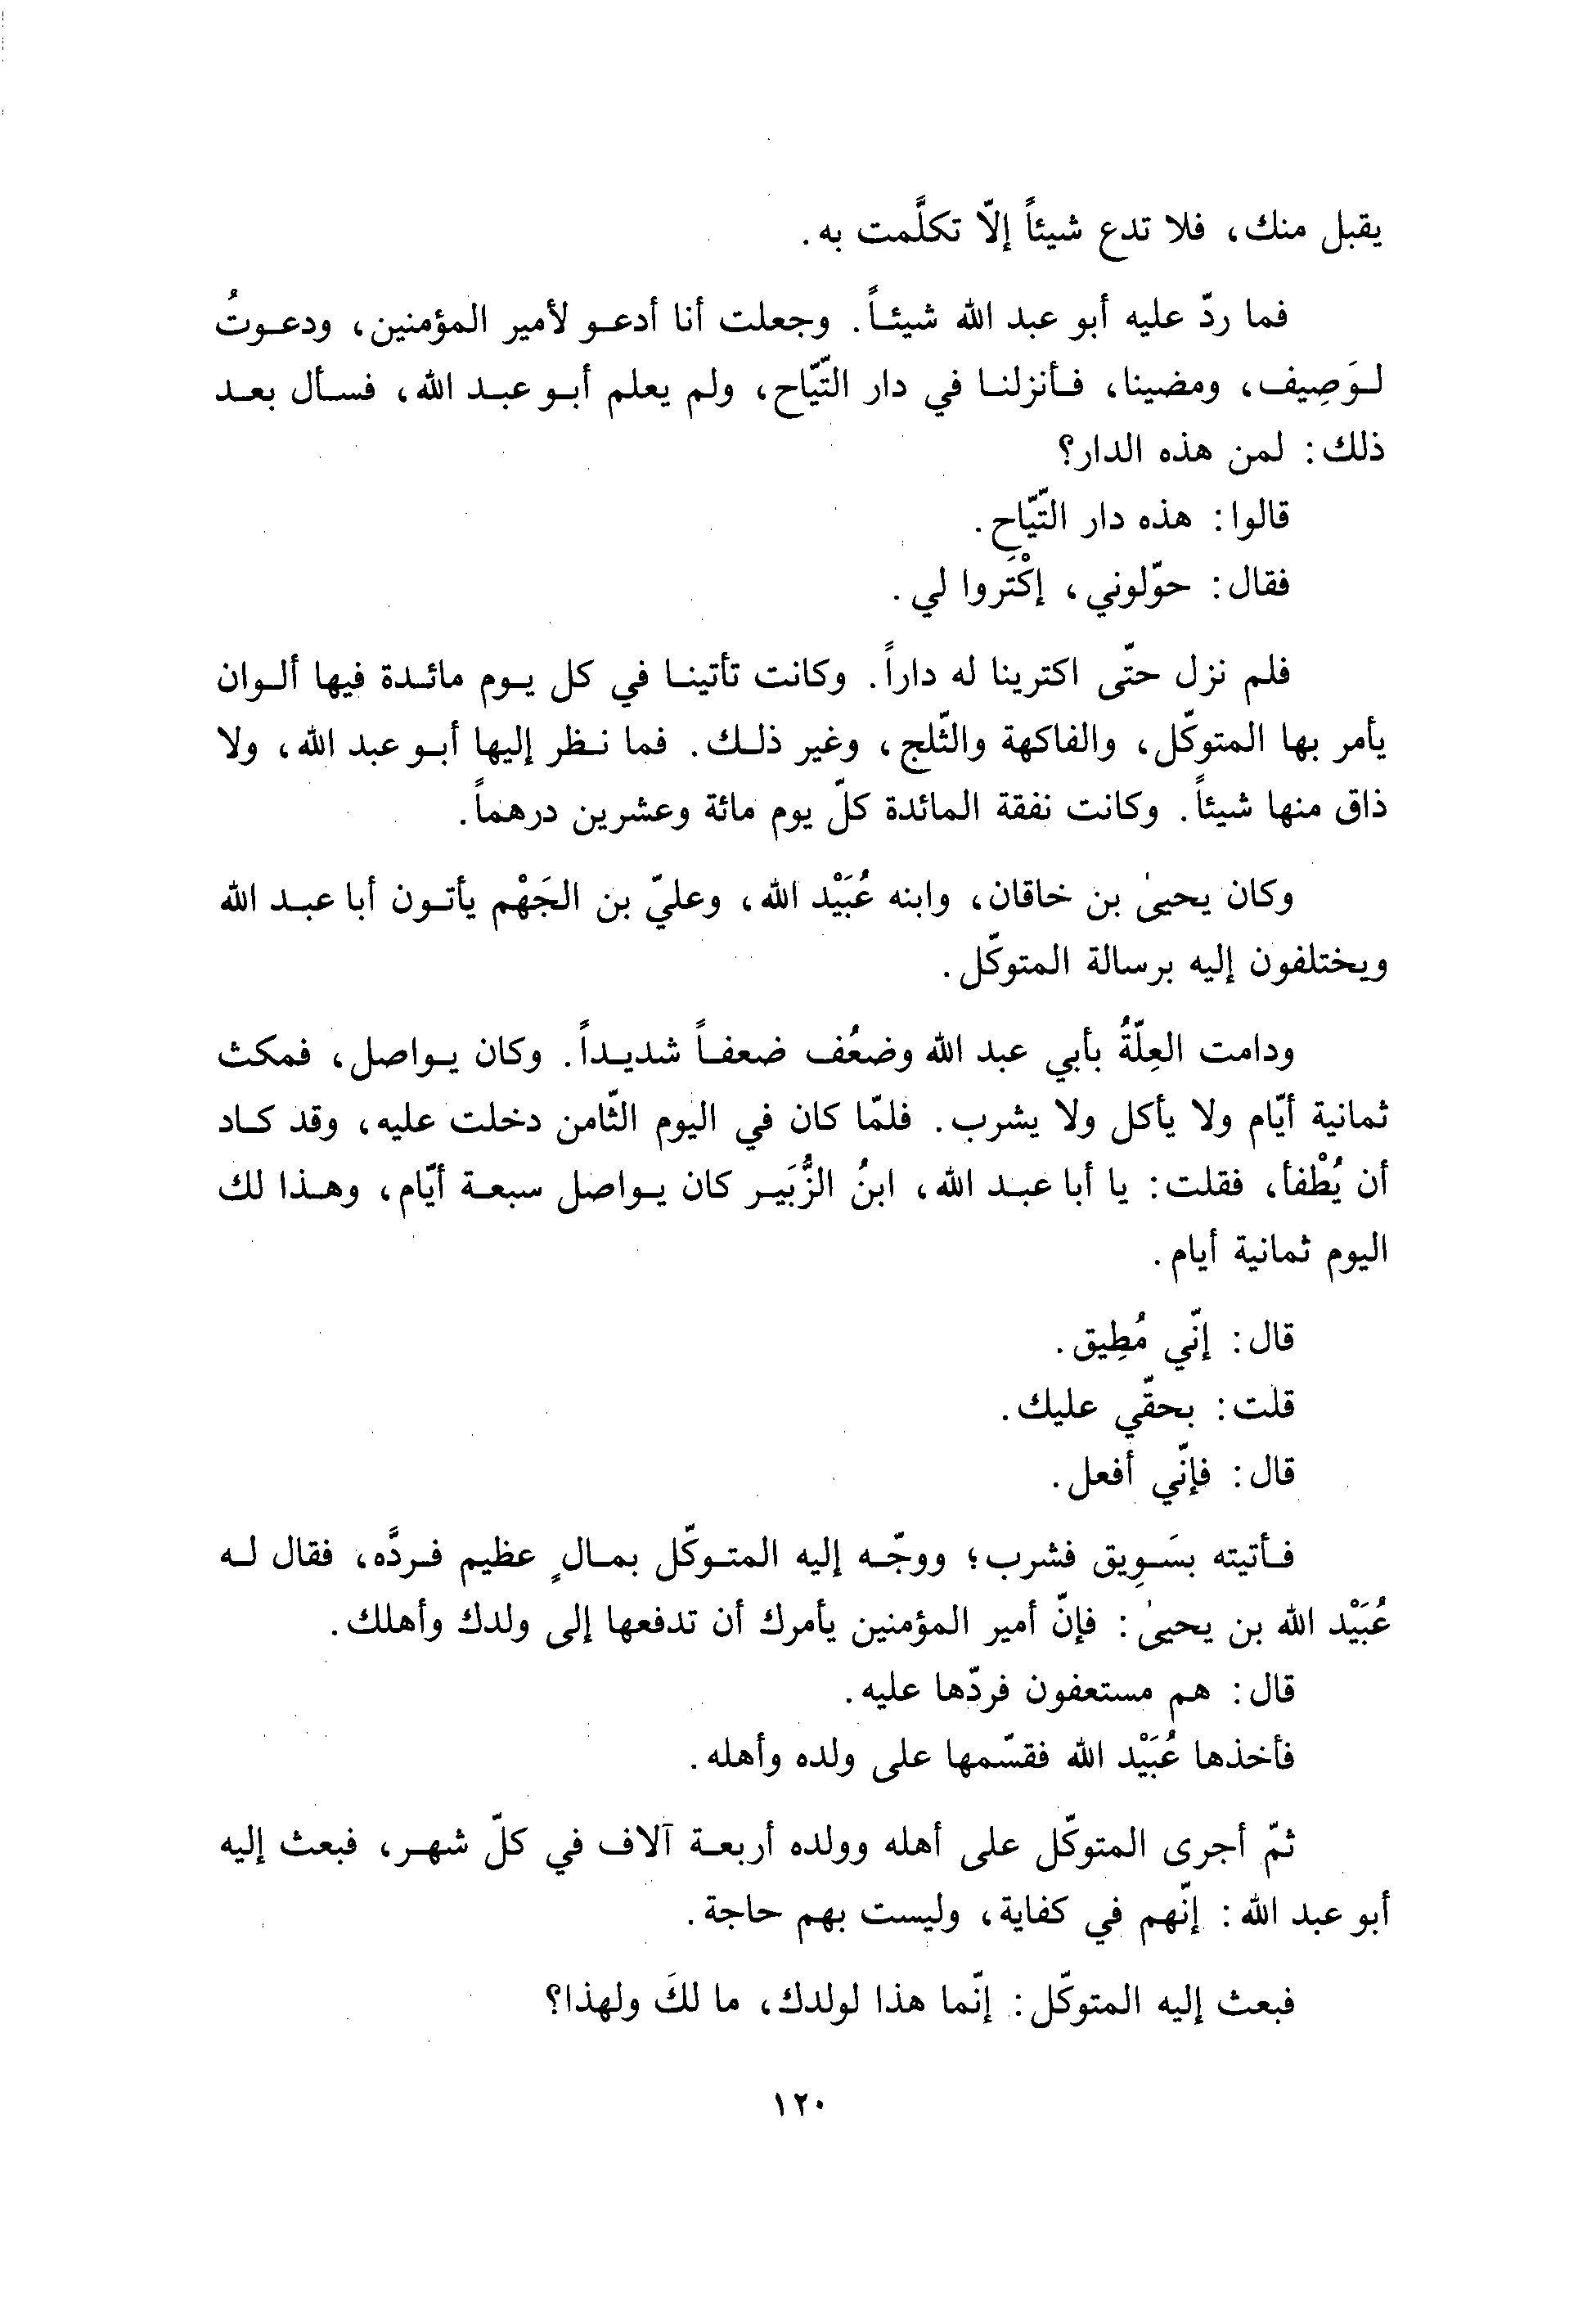 يقبل منك، فلا تدع شيئاً إلّا تكلَّمت به.
فما ردّ عليه أبو عبد الله شيئاً. وجعلت أنا أدعو لأمير المؤمنين، ودعوتُ
لوَصِيف، ومضينا، فأنزلنا في دار التّيّاح، ولم يعلم أبو عبد الله، فسأل بعد
ذلك: لمن هذه الدار؟
قالوا: هذه دار التّيّاح.
فقال: حوّلوني، إكْتَروا لي.
فلم نزل حتّى اكترينا له داراً. وكانت تأتينا في كل يوم مائدة فيها ألوان
يأمر بها المتوكّل، والفاكهة والثّلج، وغير ذلك. فما نظر إليها أبو عبد الله، ولا
ذاق منها شيئاً. وكانت نفقة المائدة كلّ يوم مائة وعشرين درهماً.
وكان يحيىٰ بن خاقان، وابنه عُبَيْد الله، وعليّ بن الجَهْم يأتون أبا عبد الله
ويختلفون إليه برسالة المتوكّل.
ودامت العِلّةُ بأبي عبد الله وضعُف ضعفاً شديداً. وكان يواصل، فمكث
ثمانية أيّام ولا يأكل ولا يشرب. فلمّا كان في اليوم الثّامن دخلت عليه، وقد كاد
أن يُطْفأ، فقلت: يا أبا عبد الله، ابنُ الزُّبَير كان يواصل سبعة أيّام، وهذا لك
اليوم ثمانية أيام.
قال: إنّي مُطِيق.
قلت: بحقّي عليك.
قال: فإنّي أفعل.
فأتيته بسَوِيق فشرب؛ ووجّه إليه المتوكّل بمالٍ عظيم فردَّه، فقال له
عُبَيْد الله بن يحيىٰ: فإنّ أمير المؤمنين يأمرك أن تدفعها إلى ولدك وأهلك.
قال: هم مستعفون فردّها عليه.
فأخذها عُبَيْد الله فقسّمها على ولده وأهله.
ثمّ أجرى المتوكّل على أهله وولده أربعة آلاف في كلّ شهر، فبعث إليه
أبو عبد الله: إنّهم في كفاية، وليست بهم حاجة.
فبعث إليه المتوكّل: إنّما هذا لولدك، ما لكَ ولهذا؟
١٢٠